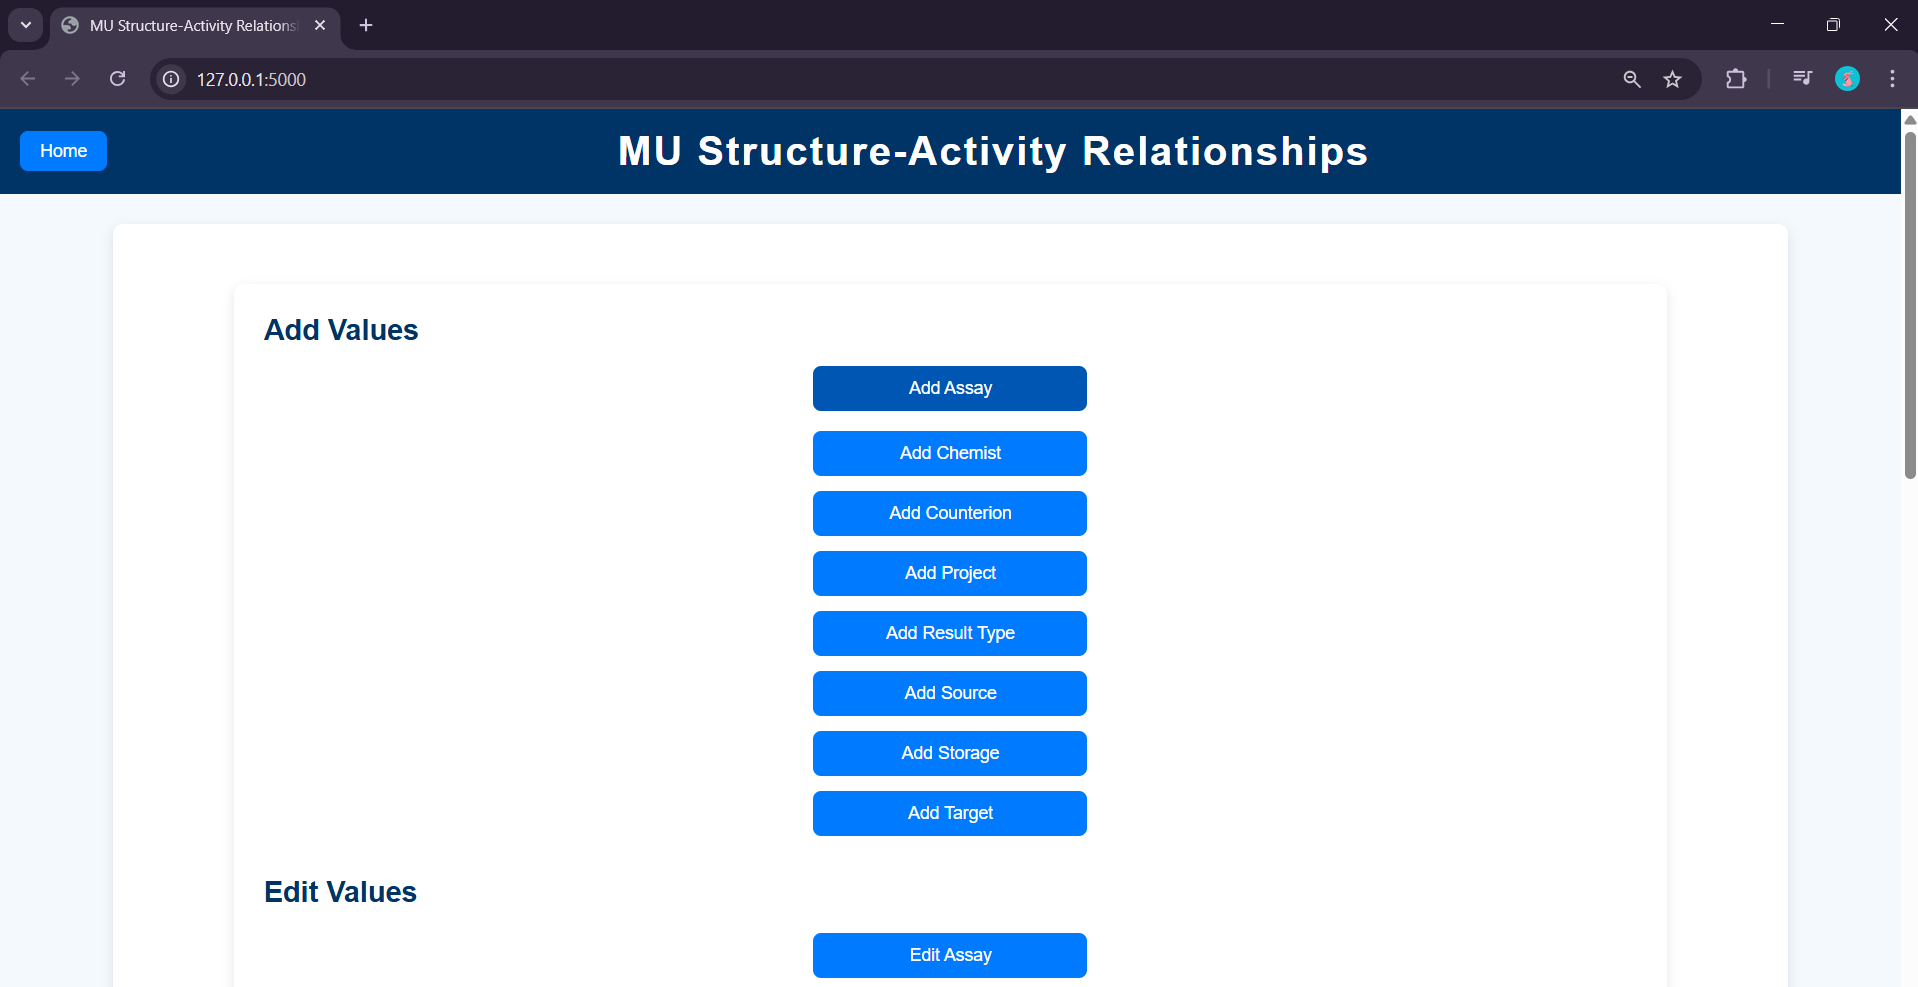 MU Structure-Activity Relations
127.0.0.1:5000
Home
MU Structure-Activity Relationships
Add Values
Add Assay
Add Chemist
Add Counterion
Add Project
Add Result Type
Add Source
Add Storage
Add Target
Edit Values
Edit Assay